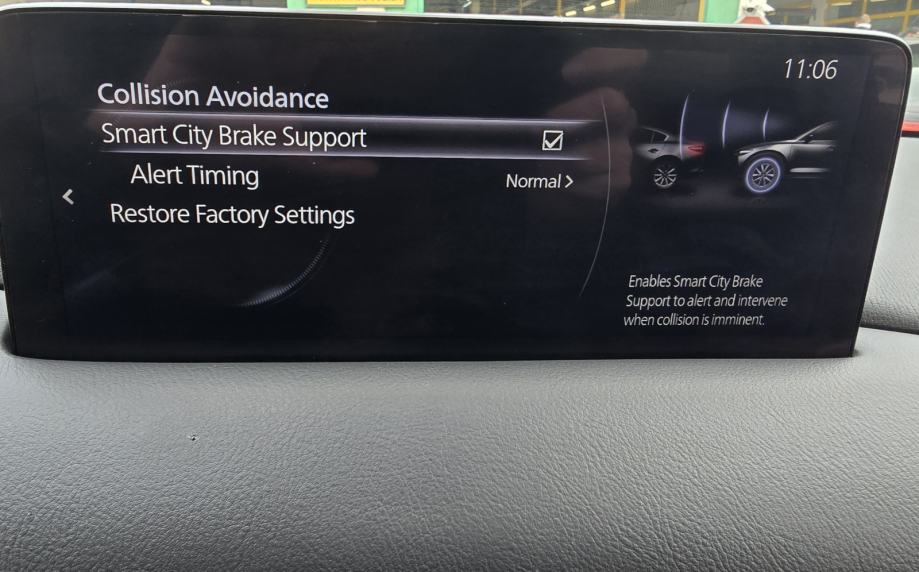 11:06
Collision Avoidance
Smart City Brake Support
Alert Timing
Normal
Restore Factory Settings
Enables Smart City Brake
Support to alert and intervene
when collision is imminent.